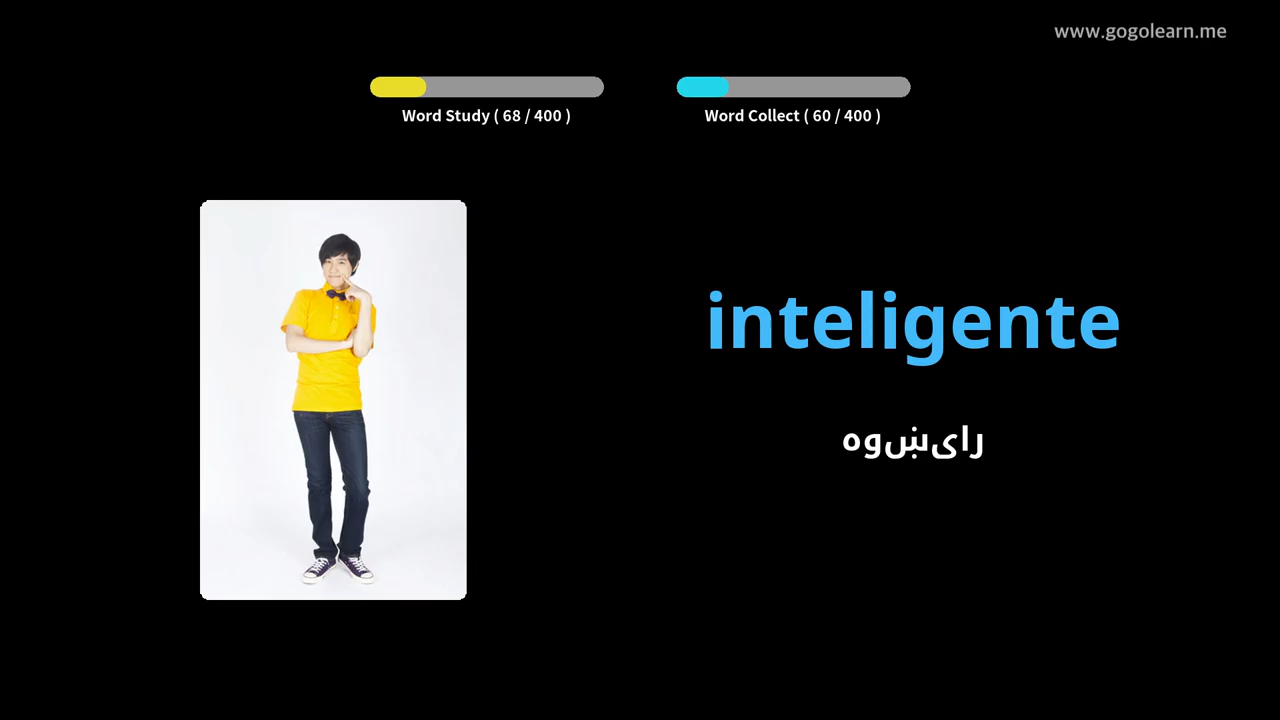 www.gogolearn.me
Word Study ( 68 / 400 )
Word Collect ( 60 / 400 )
inteligente
رایښوه